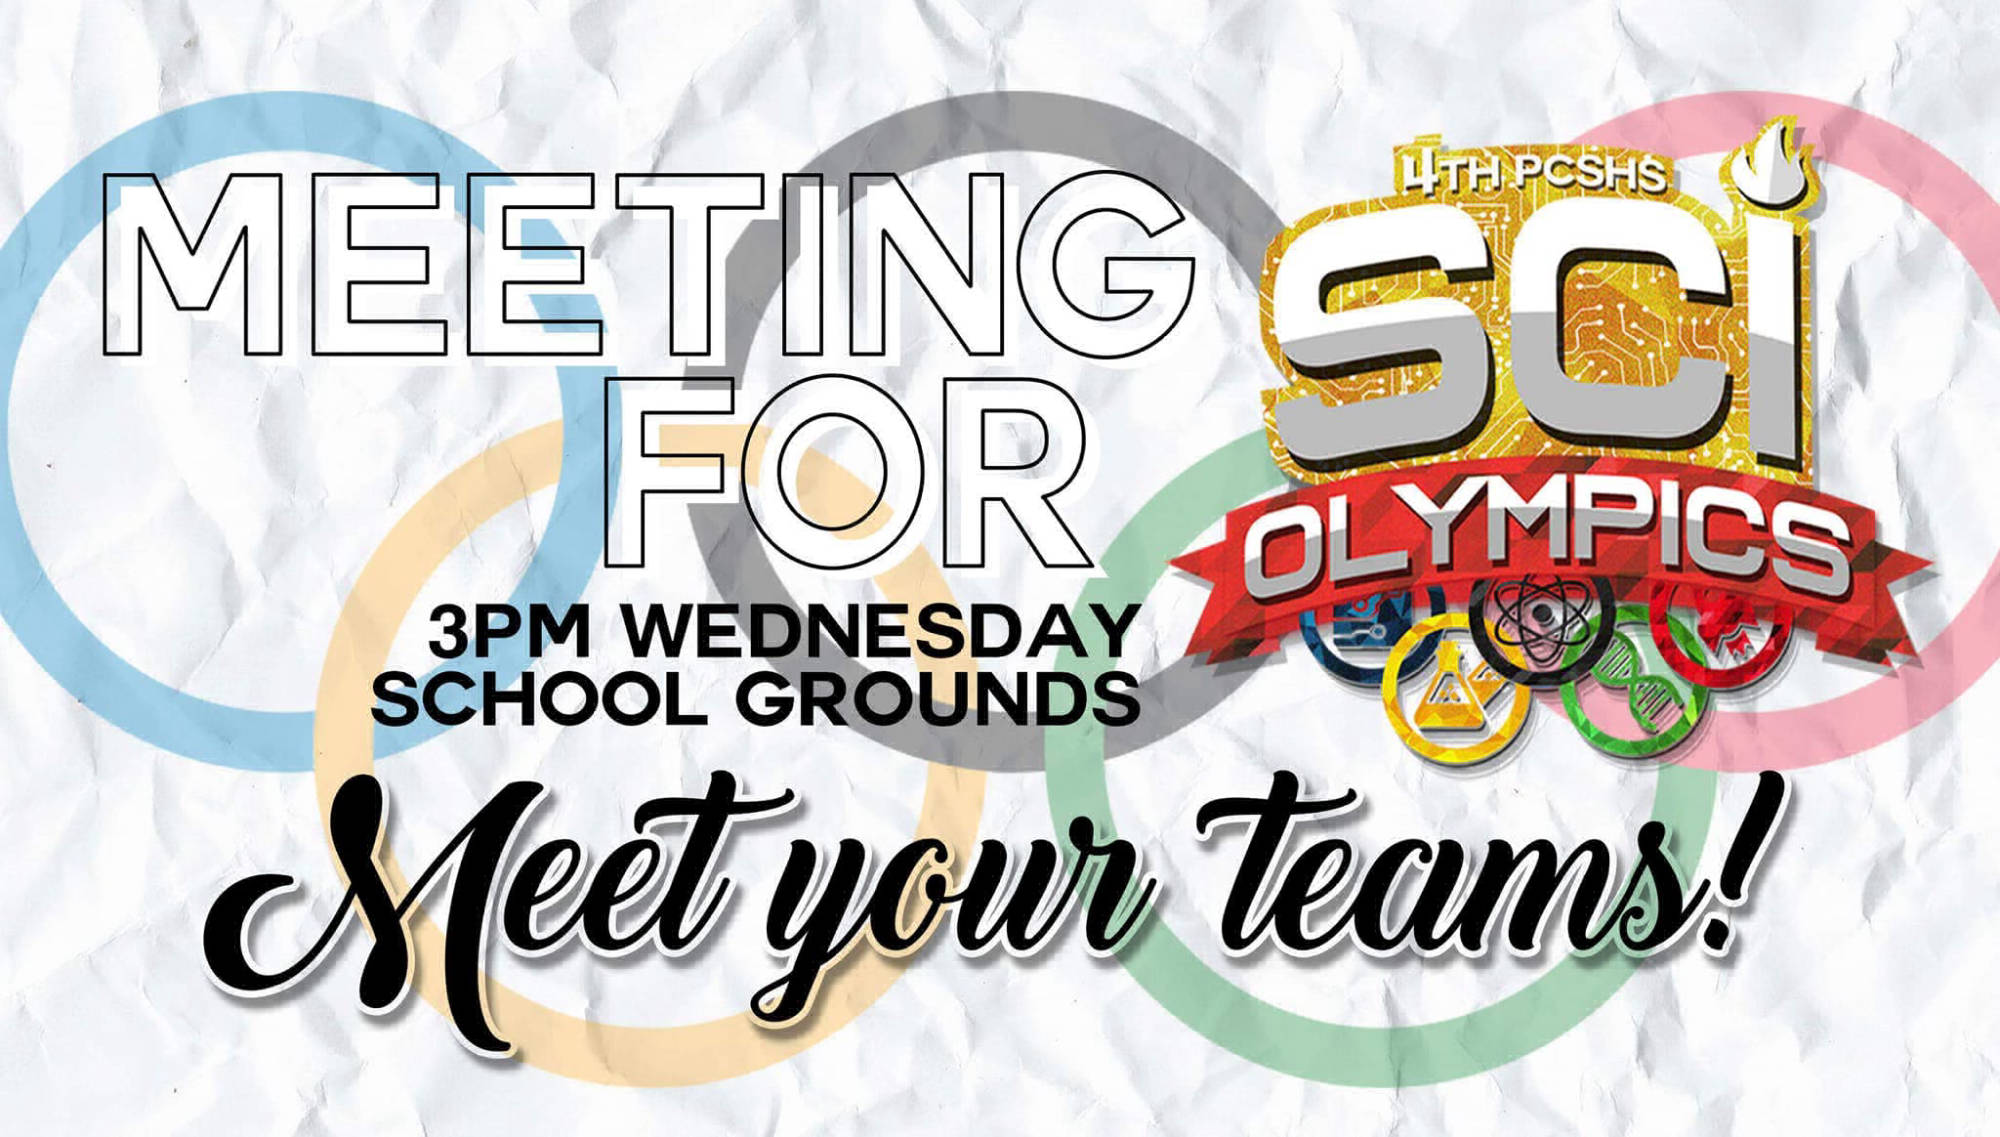 MEETING
FOR
4TH PCSHS
SCI
OLYMPICS
3PM WEDNESDAY
SCHOOL GROUNDS
Meet your teams!